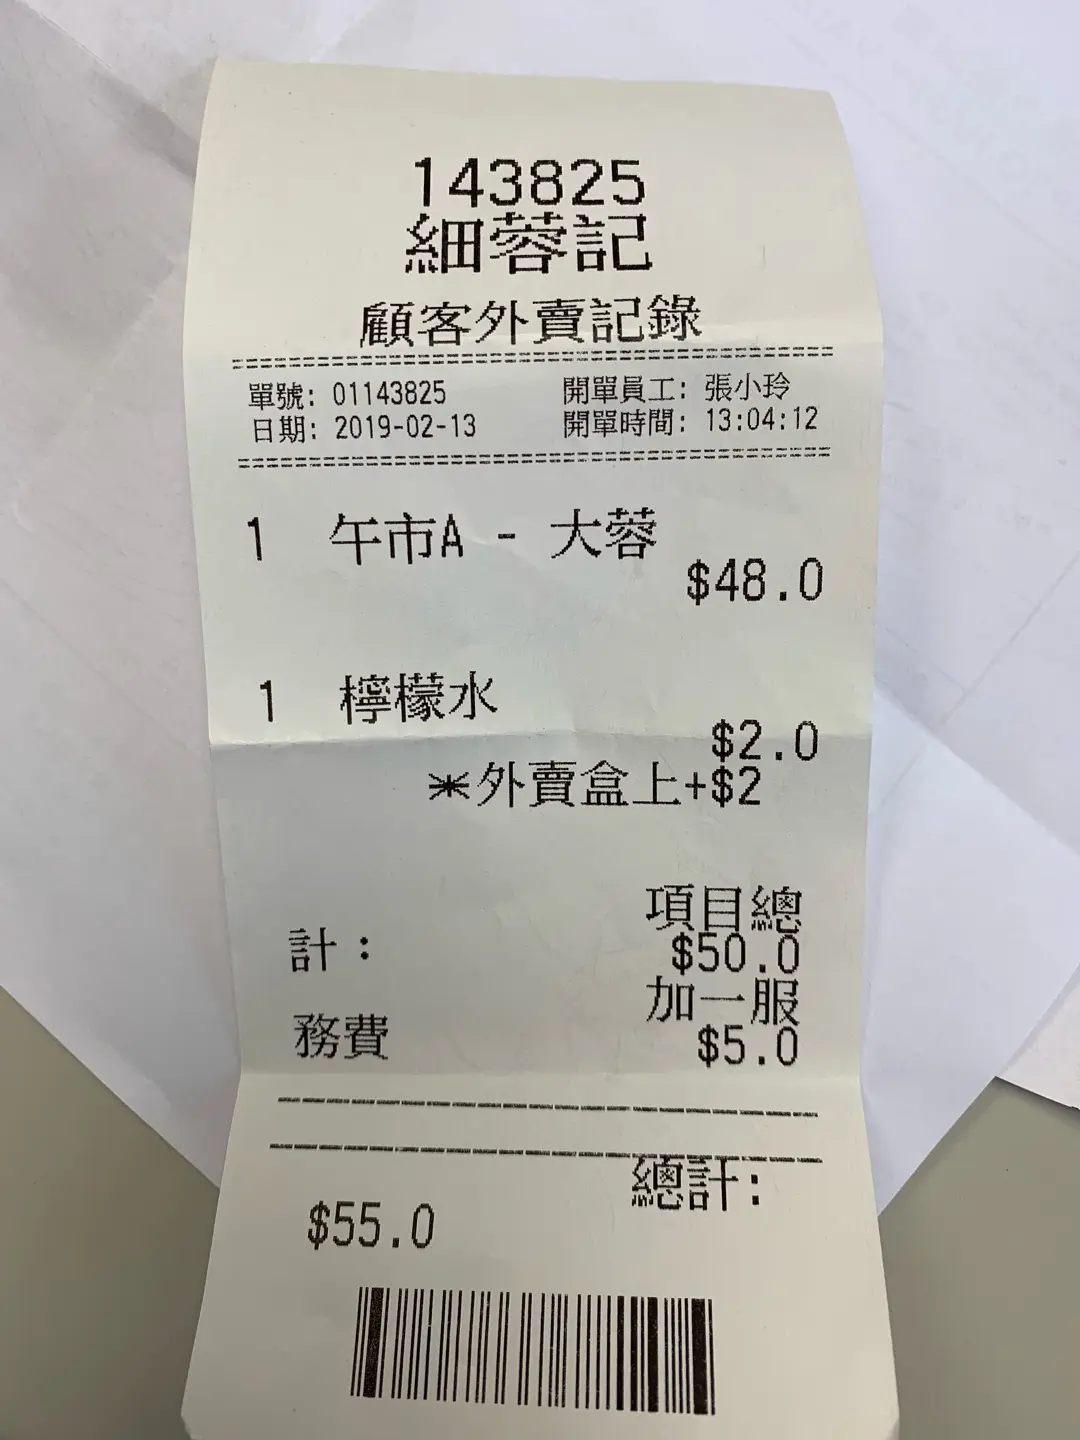 143825
細蓉記
顧客外賣記錄
單號: 01143825 開單員工: 張小玲
日期: 2019-02-13 開單時間: 13:04:12
1 午市A - 大蓉
$48.0
1 檸檬水
$2.0
*外賣盒上+$2
項目總
計: $50.0
加一服
務費 $5.0
總計:
$55.0